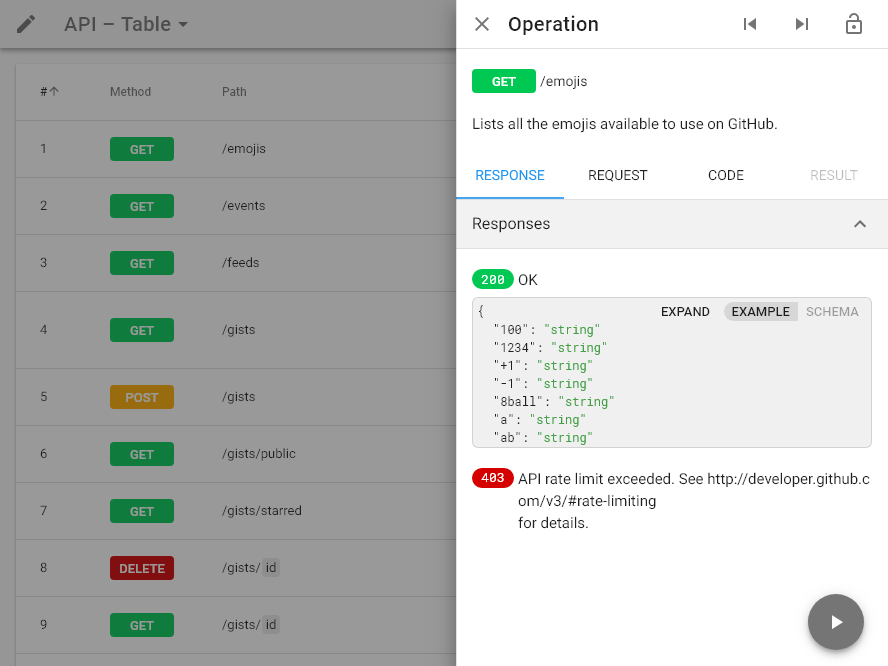 API – Table
# Method Path
1 GET /emojis
2 GET /events
3 GET /feeds
4 GET /gists
5 POST /gists
6 GET /gists/public
7 GET /gists/starred
8 DELETE /gists/ id
9 GET /gists/ id
Operation
GET /emojis
Lists all the emojis available to use on GitHub.
RESPONSE REQUEST CODE RESULT
Responses
200 OK
EXPAND EXAMPLE SCHEMA
{
"100": "string"
"1234": "string"
"+1": "string"
"-1": "string"
"8ball": "string"
"a": "string"
"ab": "string"
403 API rate limit exceeded. See http://developer.github.c
om/v3/#rate-limiting
for details.